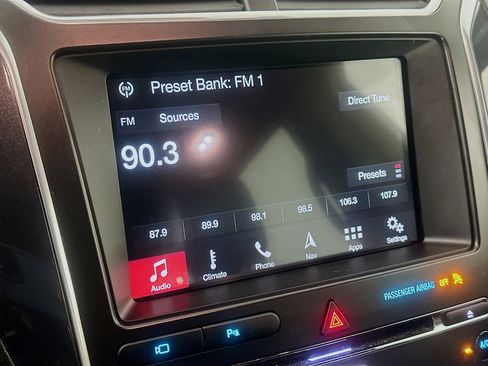 FM
Preset Bank: FM 1
Direct Tune
FM Sources
90.3
Presets
87.9 89.9 98.1 98.5 106.3 107.9
Audio Climate Phone Nav Apps Settings
PASSENGER AIRBAG OFF
P
A/C